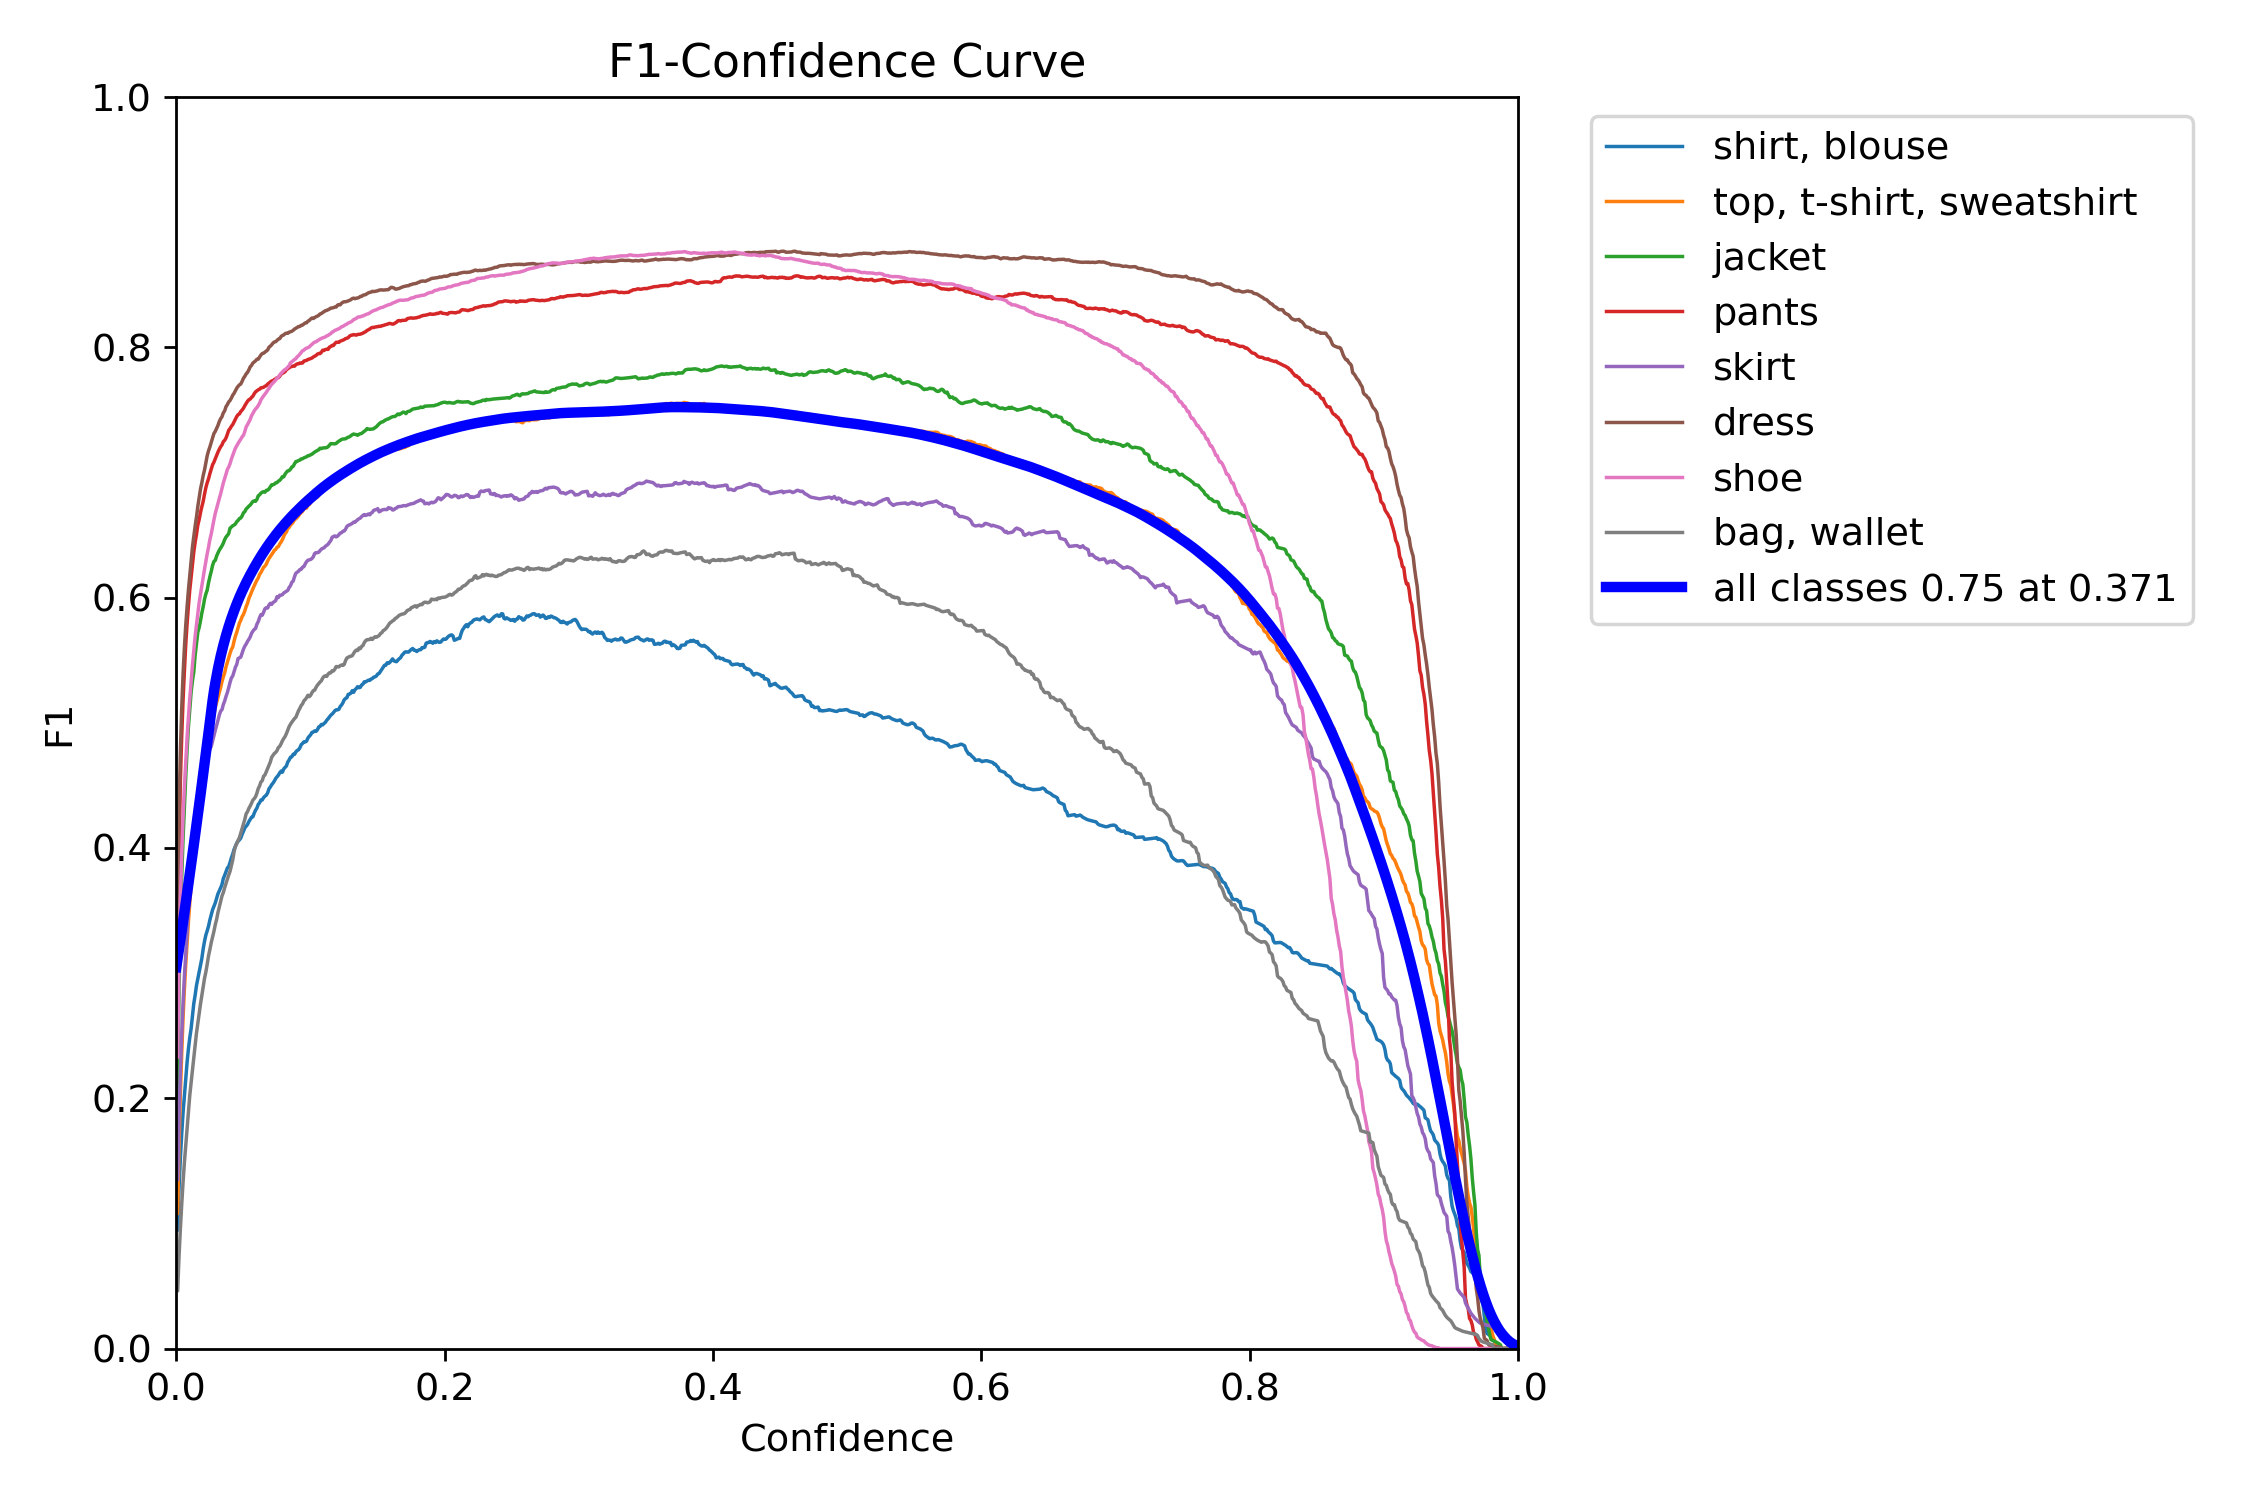 F1-Confidence Curve
1.0
0.8
0.6
0.4
0.2
0.0
F1
0.0 0.2 0.4 0.6 0.8 1.0
Confidence
shirt, blouse
top, t-shirt, sweatshirt
jacket
pants
skirt
dress
shoe
bag, wallet
all classes 0.75 at 0.371